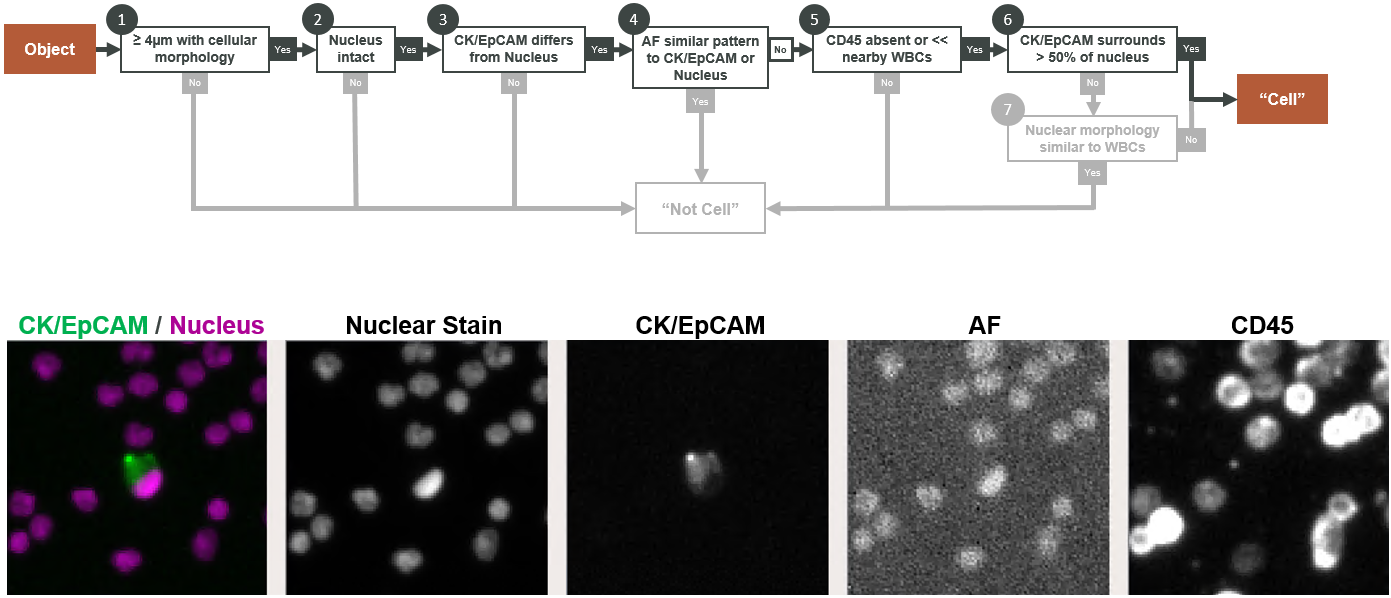 Object
1
≥ 4µm with cellular
morphology
Yes
No
2
Nucleus
intact
Yes
No
3
CK/EpCAM differs
from Nucleus
Yes
No
4
AF similar pattern
to CK/EpCAM or
Nucleus
No
Yes
5
CD45 absent or <<
nearby WBCs
Yes
No
6
CK/EpCAM surrounds
> 50% of nucleus
Yes
No
7
Nuclear morphology
similar to WBCs
No
Yes
“Cell”
“Not Cell”
CK/EpCAM / Nucleus
Nuclear Stain
CK/EpCAM
AF
CD45